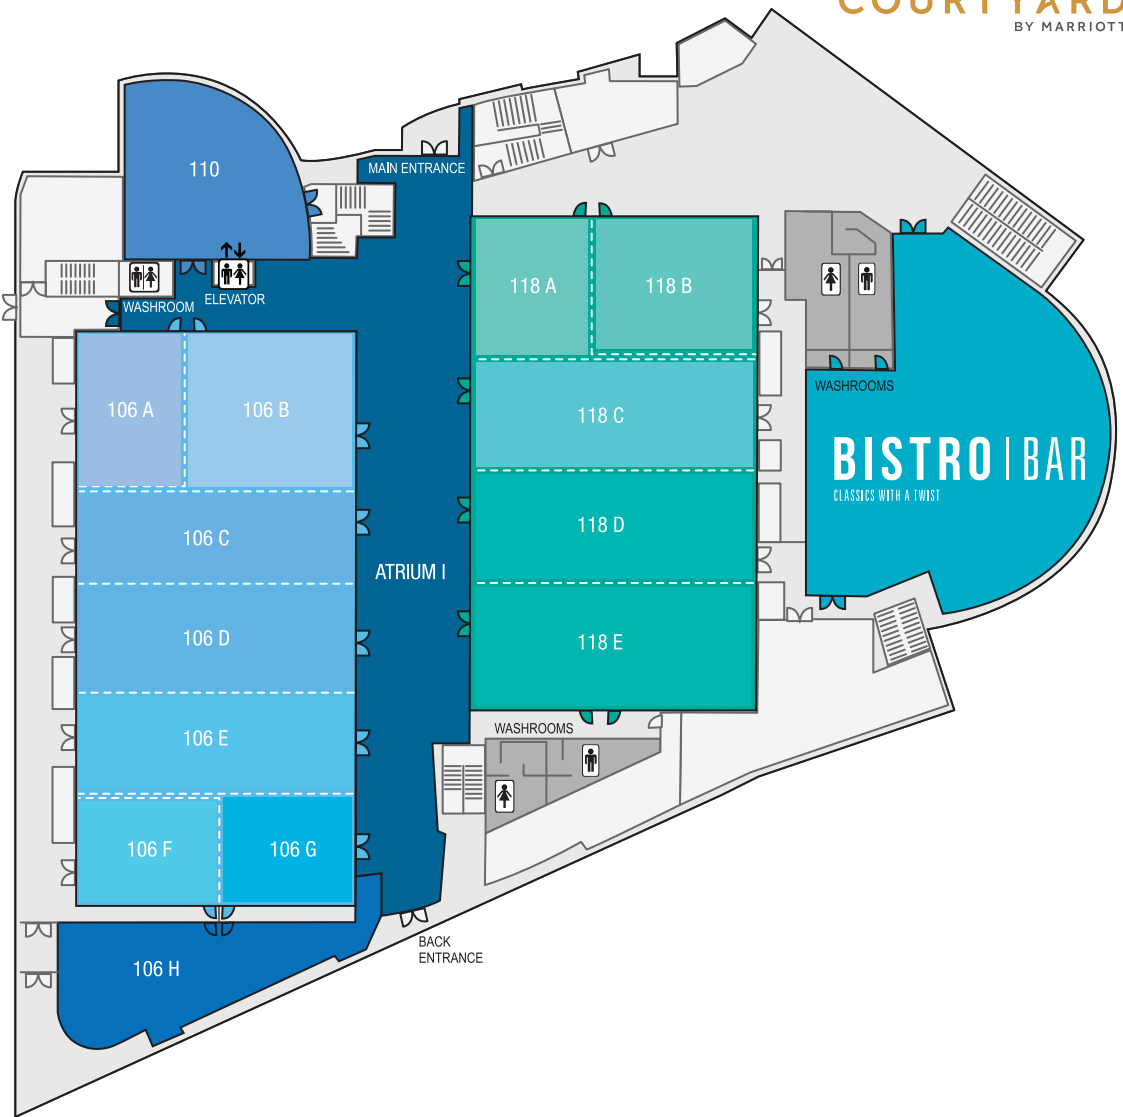 COURTYARD
BY MARRIOTT
110
MAIN ENTRANCE
WASHROOM
ELEVATOR
118 A
118 B
106 A
106 B
118 C
WASHROOMS
BISTRO | BAR
CLASSICS WITH A TWIST
106 C
118 D
ATRIUM I
106 D
118 E
106 E
WASHROOMS
106 F
106 G
BACK
ENTRANCE
106 H